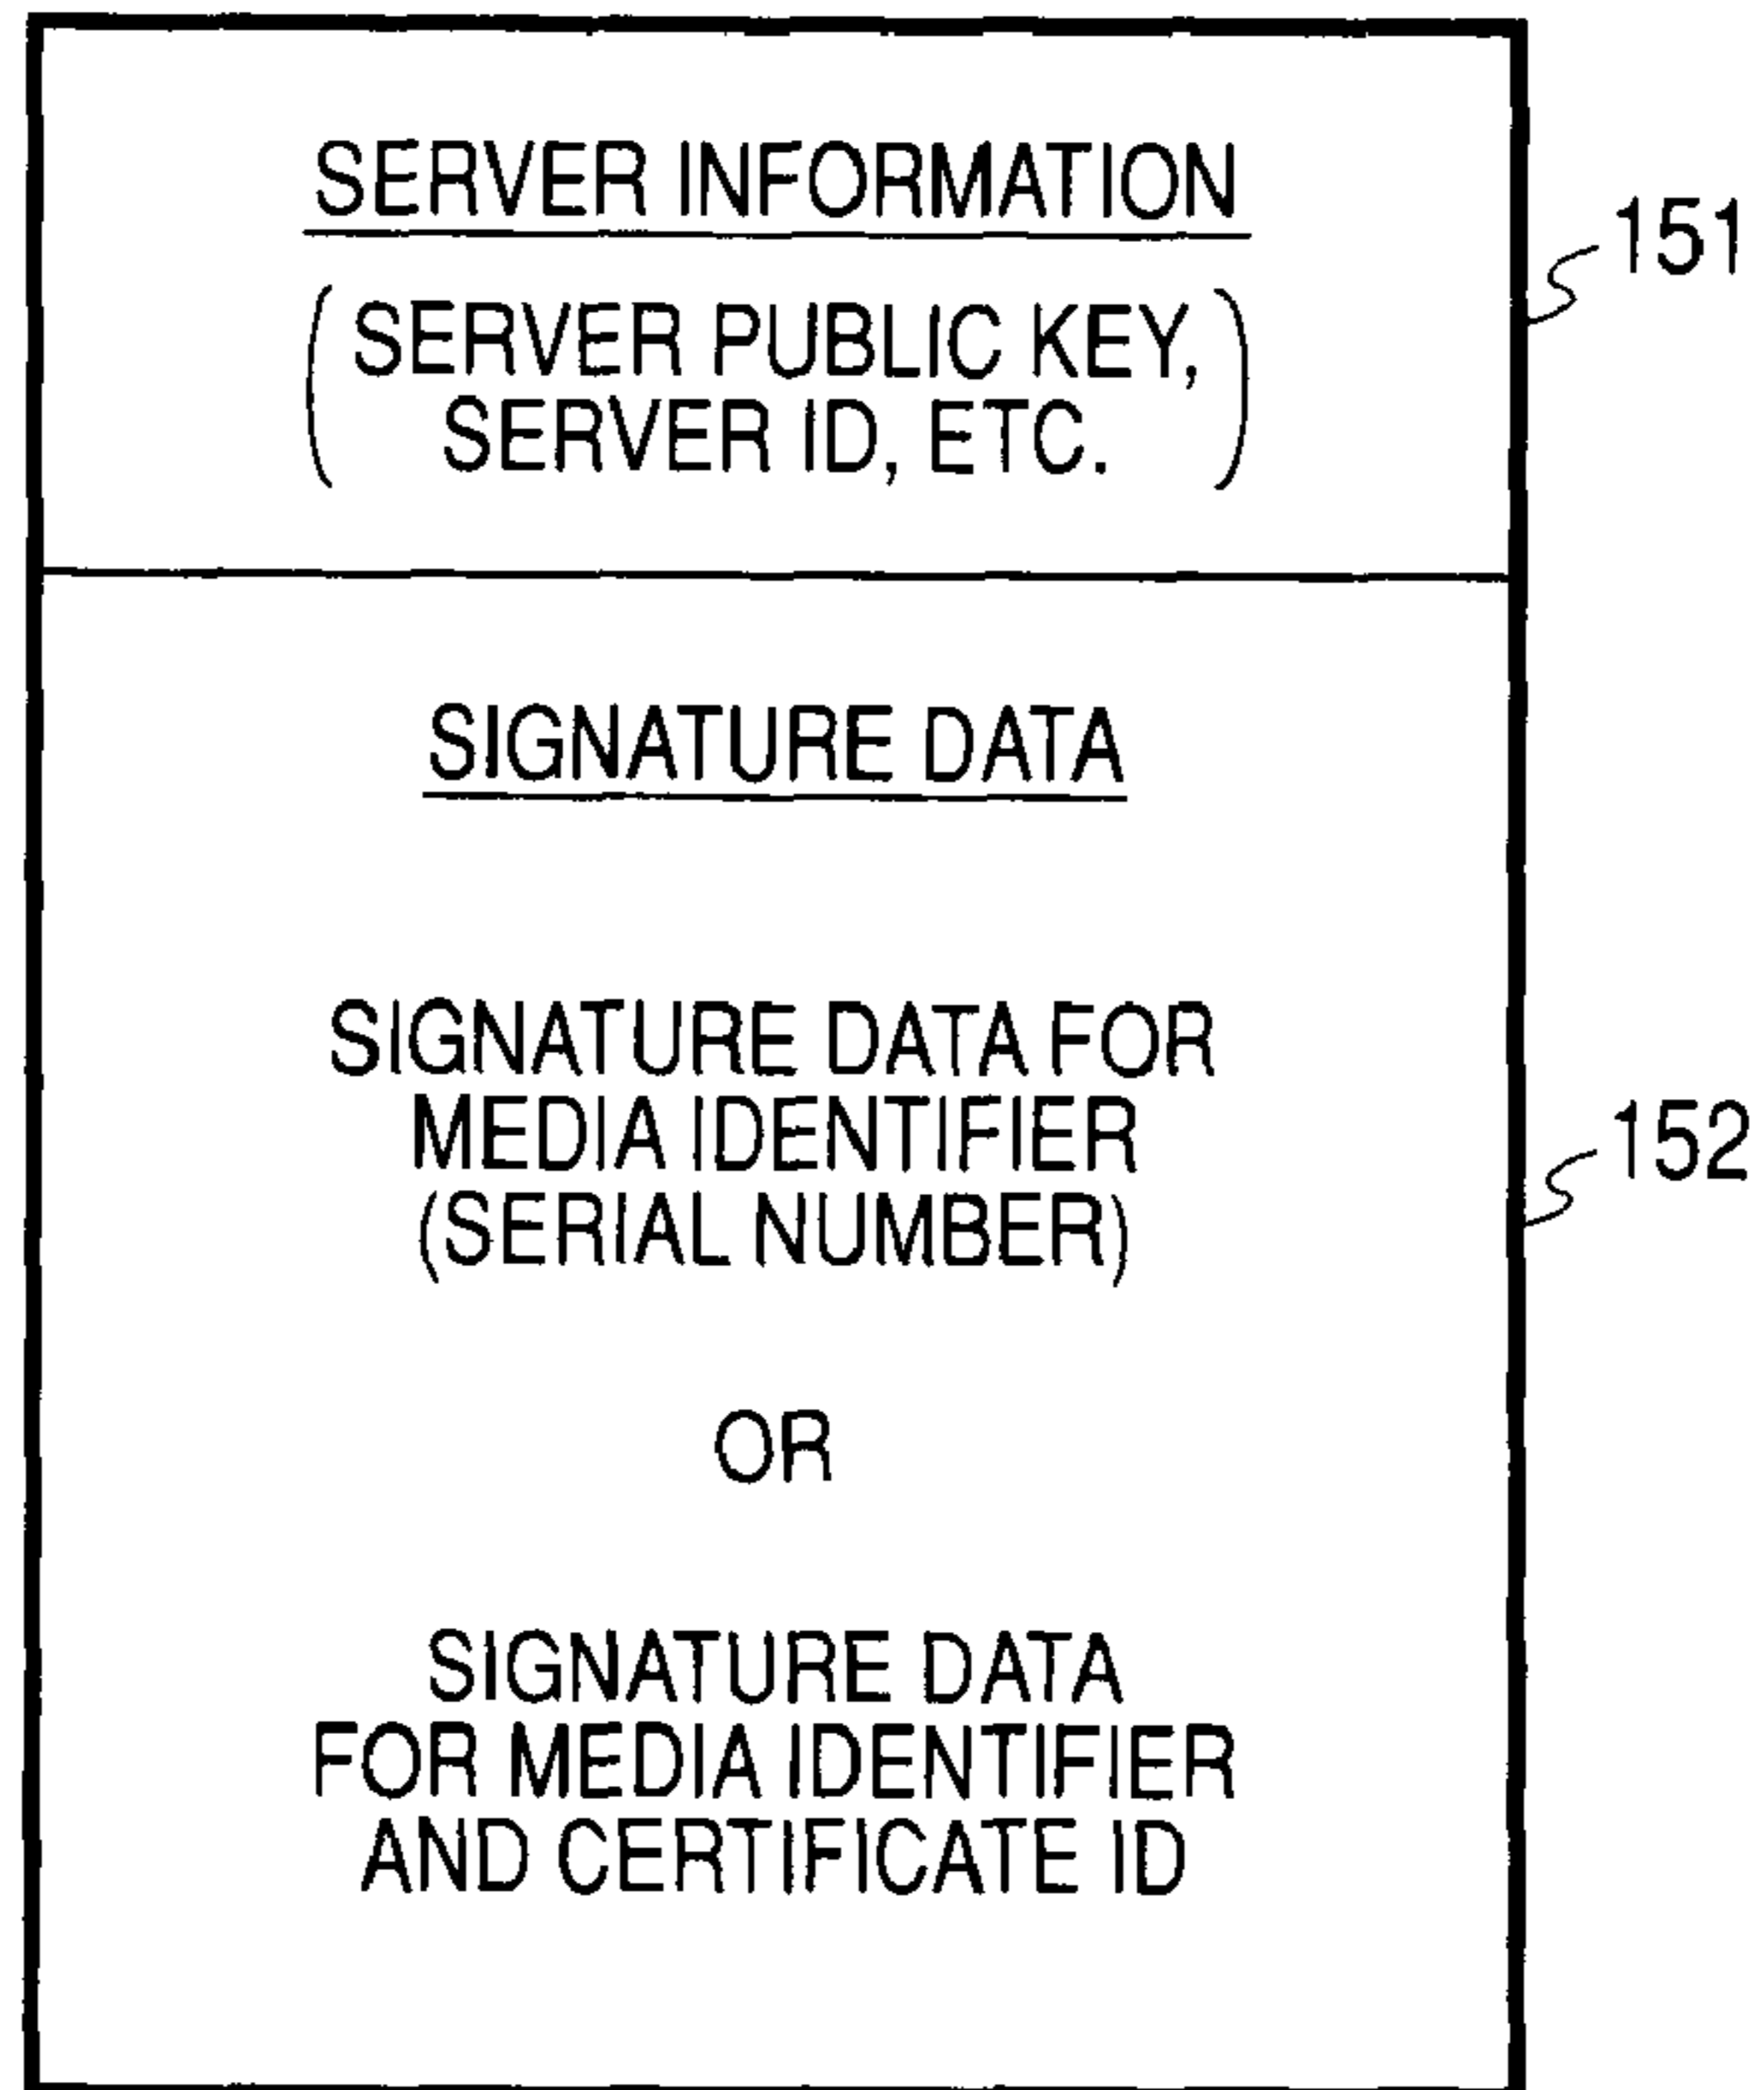 SERVER INFORMATION
(SERVER PUBLIC KEY,
SERVER ID, ETC.)
151
SIGNATURE DATA
SIGNATURE DATA FOR
MEDIA IDENTIFIER
(SERIAL NUMBER)
OR
SIGNATURE DATA
FOR MEDIA IDENTIFIER
AND CERTIFICATE ID
152